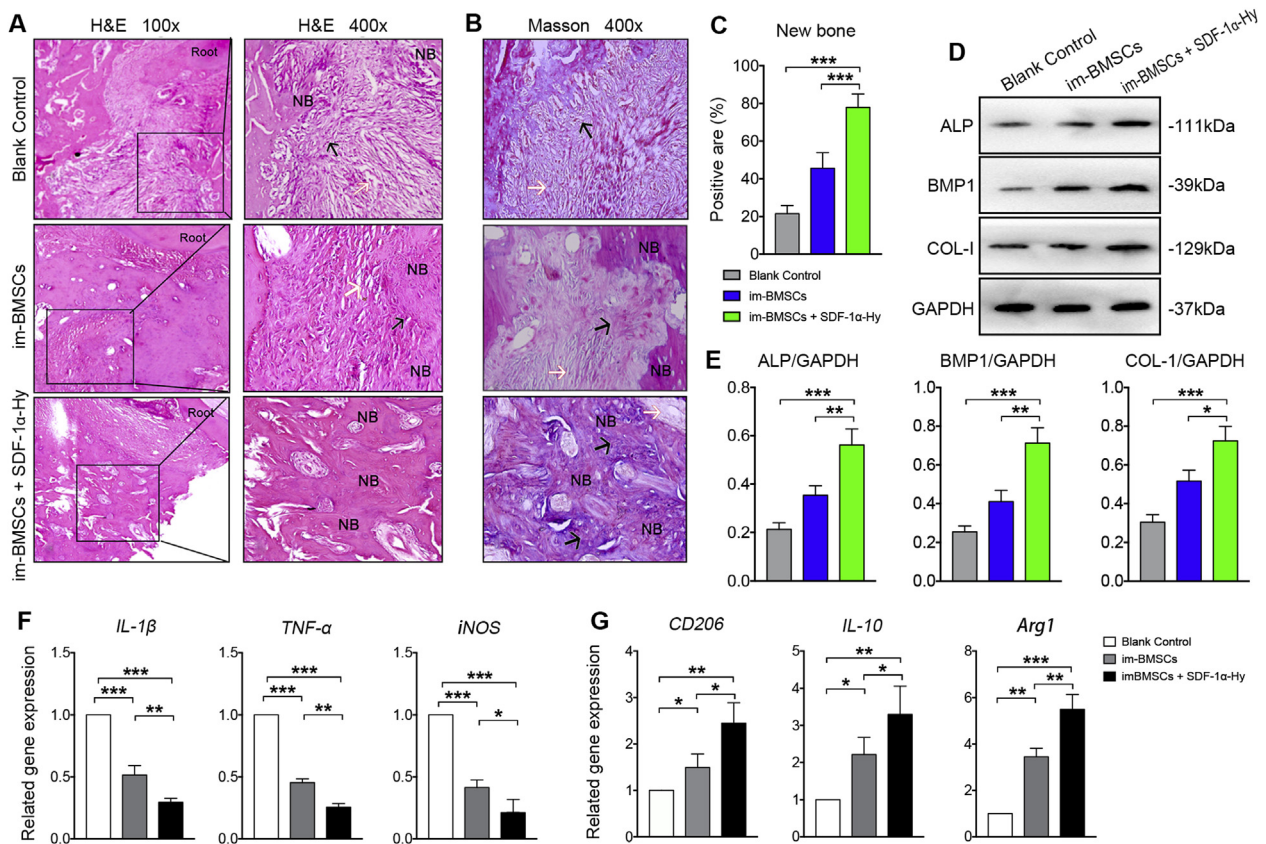 A
H&E 100x
H&E 400x
Blank Control
Root
NB
im-BMSCs
Root
NB
NB
im-BMSCs + SDF-1α-Hy
Root
NB
NB
NB
B
Masson 400x
NB
NB
NB
NB
NB
C
New bone
Positive are (%)
100
80
60
40
20
0
***
***
Blank Control
im-BMSCs
im-BMSCs + SDF-1α-Hy
D
Blank Control
im-BMSCs
im-BMSCs + SDF-1α-Hy
ALP -111kDa
BMP1 -39kDa
COL-I -129kDa
GAPDH -37kDa
E
ALP/GAPDH
0.8
0.6
0.4
0.2
0.0
***
**
BMP1/GAPDH
1.0
0.8
0.6
0.4
0.2
0.0
***
**
COL-1/GAPDH
1.0
0.8
0.6
0.4
0.2
0.0
***
*
F
Related gene expression
IL-1β
1.5
1.0
0.5
0.0
***
***
**
TNF-α
1.5
1.0
0.5
0.0
***
***
**
iNOS
1.5
1.0
0.5
0.0
***
***
*
G
Related gene expression
CD206
4
3
2
1
0
**
*
*
IL-10
5
4
3
2
1
0
**
*
*
Arg1
8
6
4
2
0
***
**
**
Blank Control
im-BMSCs
imBMSCs + SDF-1α-Hy